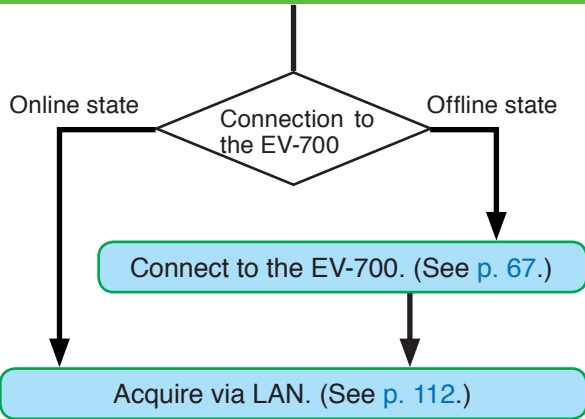 Online state
Offline state
Connection to
the EV-700
Connect to the EV-700. (See p. 67.)
Acquire via LAN. (See p. 112.)